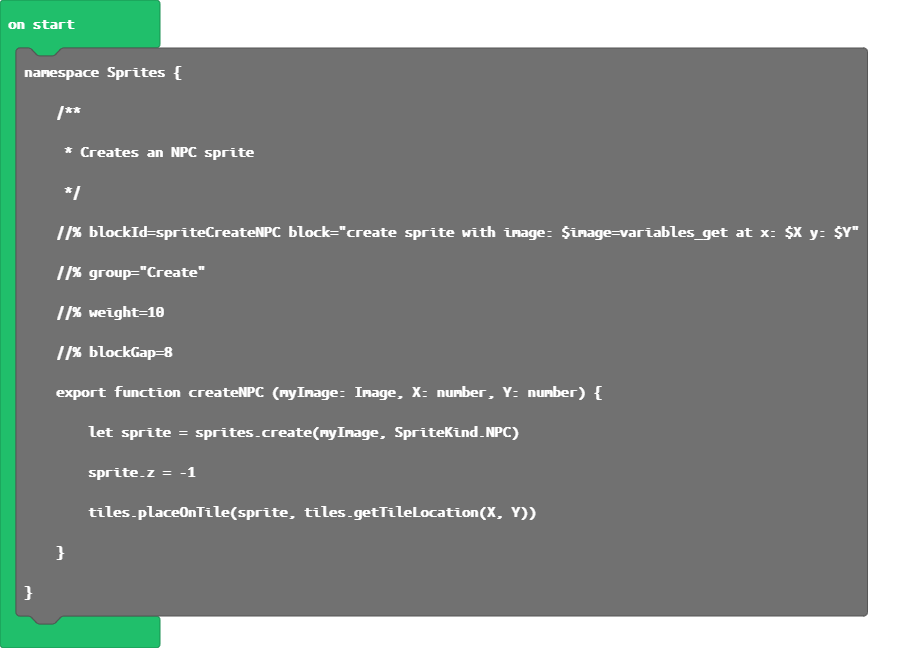 on start
namespace Sprites {
/**
* Creates an NPC sprite
*/
//% blockId=spriteCreateNPC block="create sprite with image: $image=variables_get at x: $X y: $Y"
//% group="Create"
//% weight=10
//% blockGap=8
export function createNPC (myImage: Image, X: number, Y: number) {
let sprite = sprites.create(myImage, SpriteKind.NPC)
sprite.z = -1
tiles.placeOnTile(sprite, tiles.getTileLocation(X, Y))
}
}